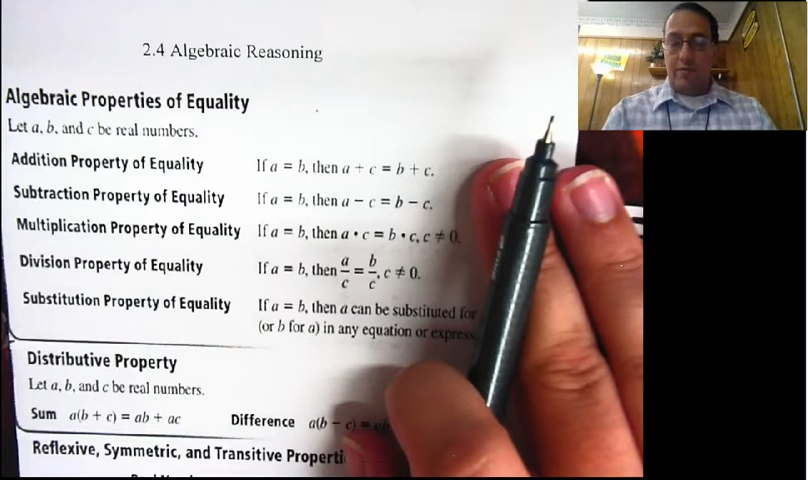 2.4 Algebraic Reasoning
Algebraic Properties of Equality
Let a, b, and c be real numbers.
Addition Property of Equality If a = b, then a + c = b + c.
Subtraction Property of Equality If a = b, then a − c = b − c.
Multiplication Property of Equality If a = b, then a • c = b • c, c ≠ 0.
Division Property of Equality If a = b, then a/c = b/c, c ≠ 0.
Substitution Property of Equality If a = b, then a can be substituted for
(or b for a) in any equation or
Distributive Property
Let a, b, and c be real numbers.
Sum a(b + c) = ab + ac Difference a(b − c) =
Reflexive, Symmetric, and Transitive